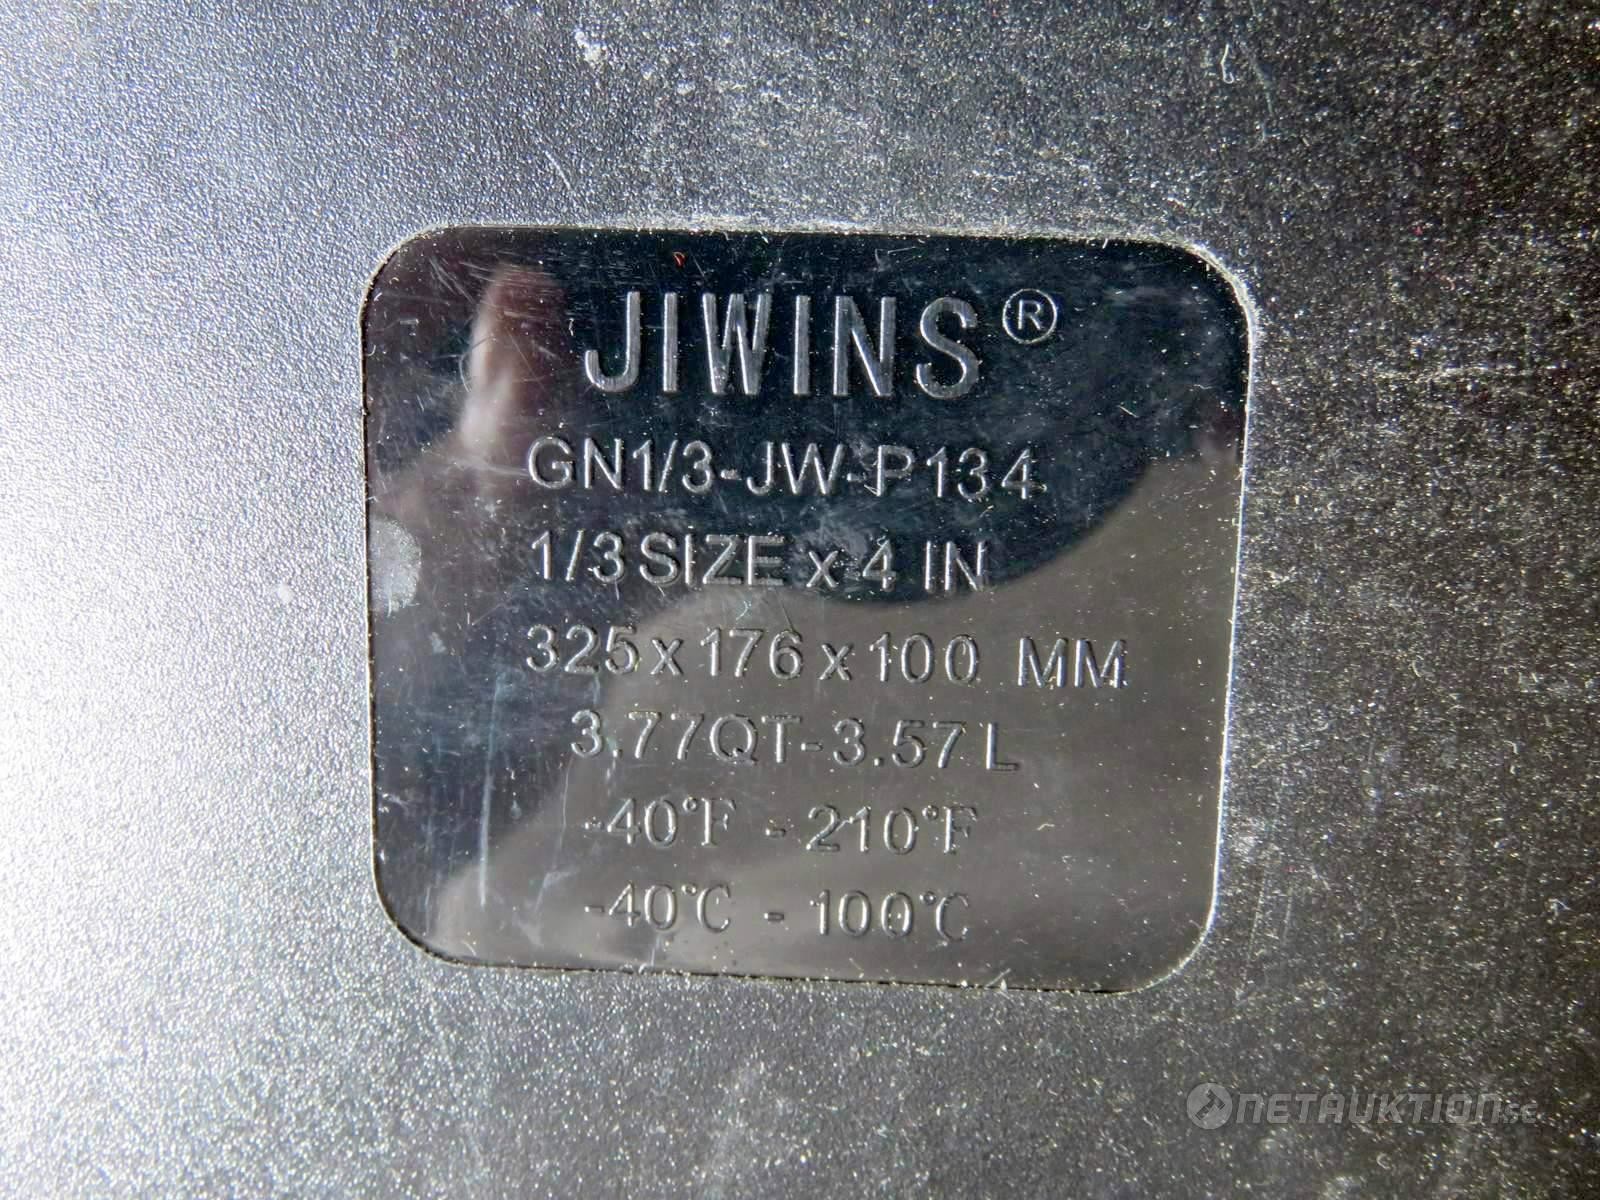 JIWINS®
GN1/3-JW-P134
1/3 SIZE x 4 IN
325 x 176 x 100 MM
3.77QT-3.57 L
-40℉ - 210℉
-40℃ - 100℃
NETAUKTION.SE